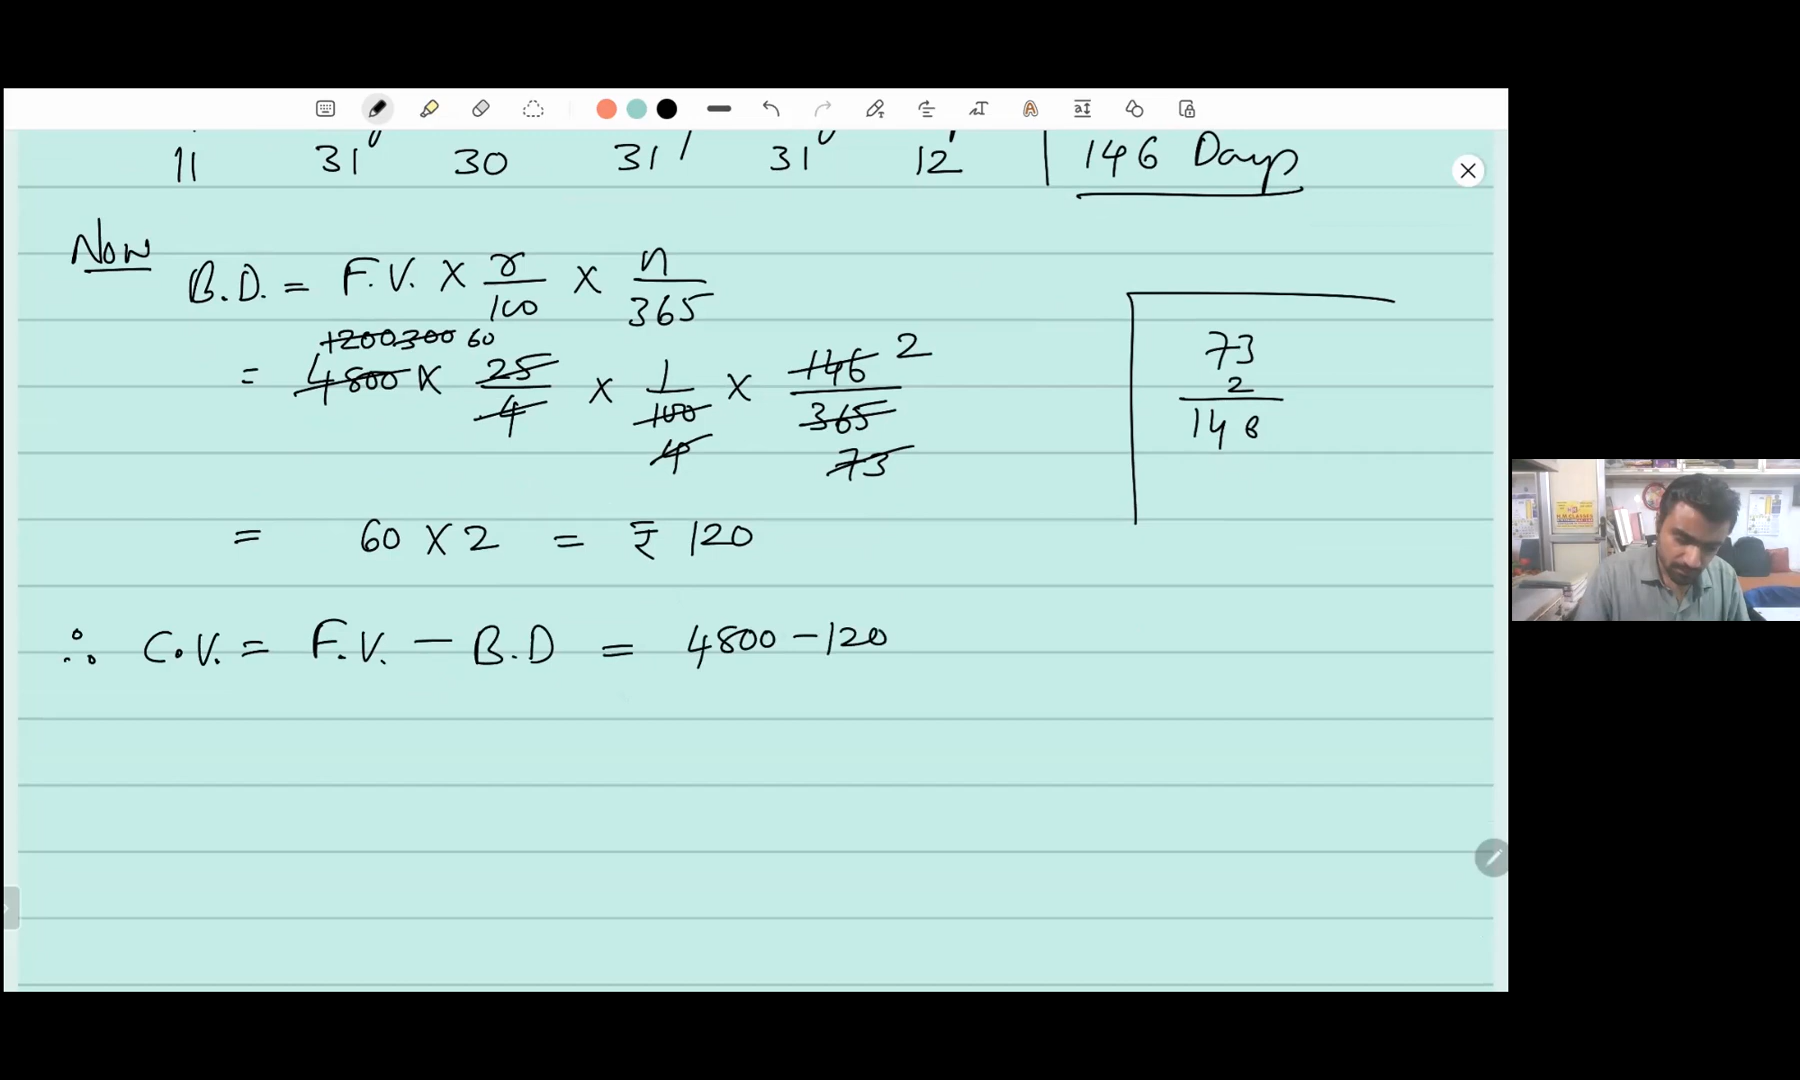 11 31 30 31 31 12 | 146 Days
Now
B.D. = F.V. × r/100 × n/365
1200 300 60
= 4800 × 25/4 × 1/100 × 146/365 2
4 73
= 60 × 2 = ₹ 120
∴ C.V. = F.V. – B.D = 4800 – 120
73
2
146